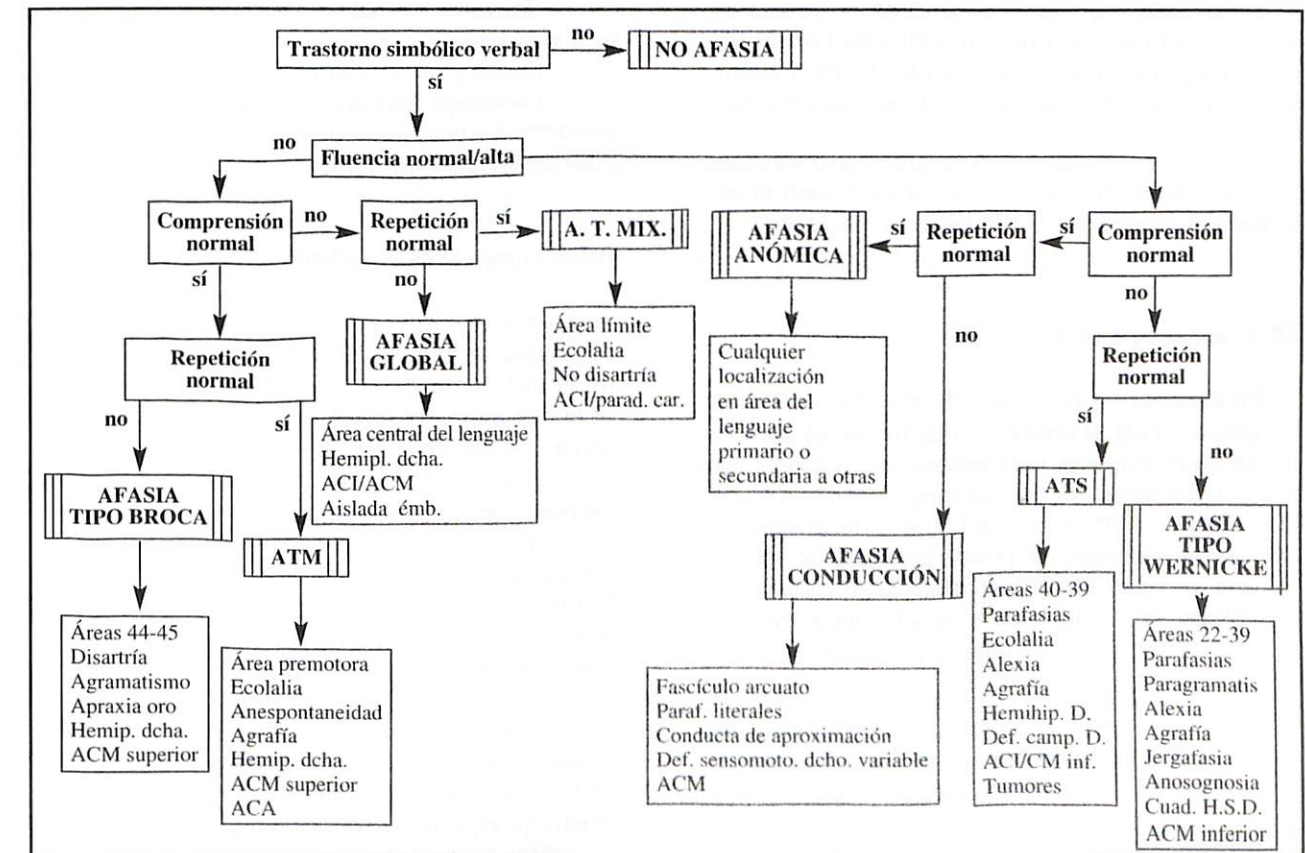 Trastorno simbólico verbal
no
NO AFASIA
sí
no
Fluencia normal/alta
Comprensión
normal
no
Repetición
normal
sí
A. T. MIX.
AFASIA
ANÓMICA
sí
Repetición
normal
sí
Comprensión
normal
sí
no
no
no
Repetición
normal
AFASIA
GLOBAL
Área límite
Ecolalia
No disartría
ACI/parad. car.
Cualquier
localización
en área del
lenguaje
primario o
secundaria a otras
Repetición
normal
no
sí
sí
no
Área central del lenguaje
Hemipl. dcha.
ACI/ACM
Aislada émb.
AFASIA
TIPO BROCA
ATM
ATS
AFASIA
CONDUCCIÓN
AFASIA
TIPO
WERNICKE
Áreas 44-45
Disartría
Agramatismo
Apraxia oro
Hemip. dcha.
ACM superior
Área premotora
Ecolalia
Anespontaneidad
Agrafía
Hemip. dcha.
ACM superior
ACA
Fascículo arcuato
Paraf. literales
Conducta de aproximación
Def. sensomoto. dcho. variable
ACM
Áreas 40-39
Parafasias
Ecolalia
Alexia
Agrafía
Hemihip. D.
Def. camp. D.
ACI/CM inf.
Tumores
Áreas 22-39
Parafasias
Paragramatis
Alexia
Agrafía
Jergafasia
Anosognosia
Cuad. H.S.D.
ACM inferior